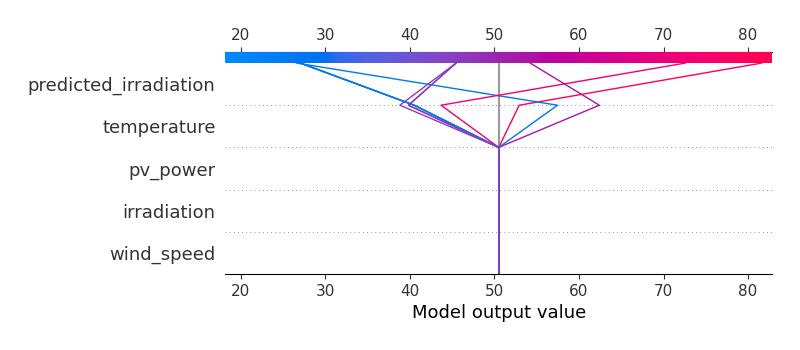 20 30 40 50 60 70 80
predicted_irradiation
temperature
pv_power
irradiation
wind_speed
20 30 40 50 60 70 80
Model output value